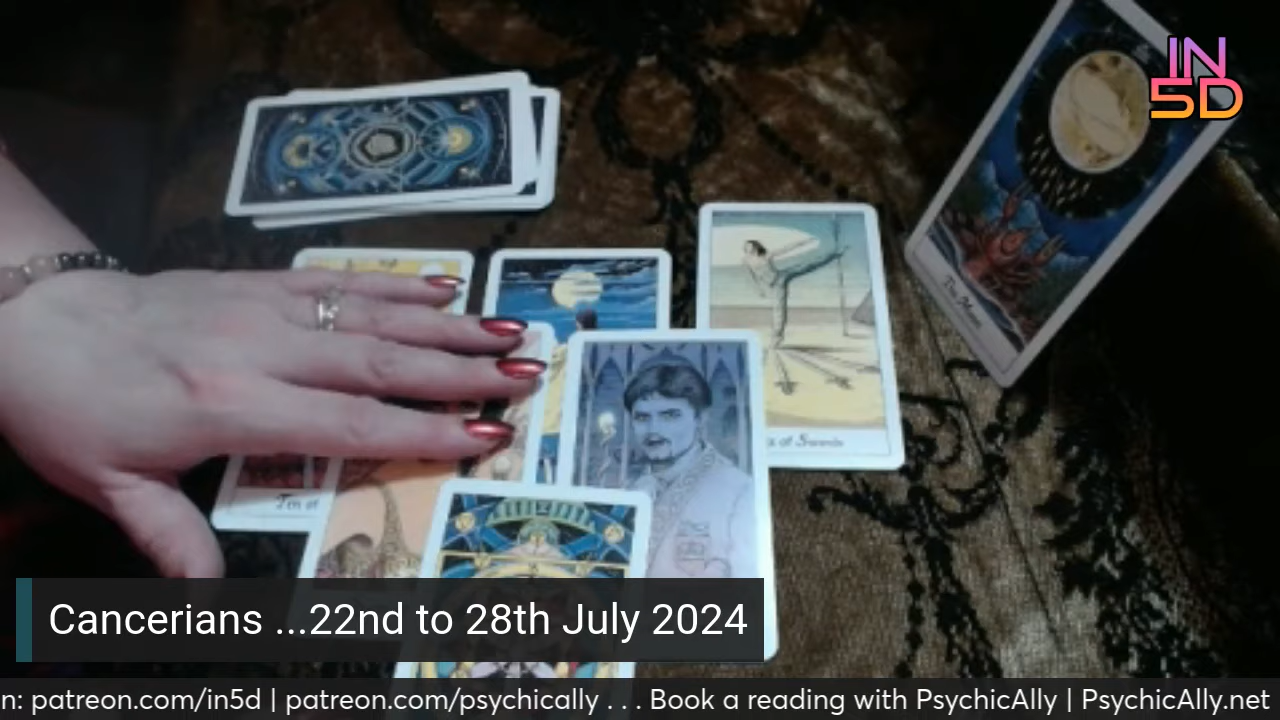 IN
5D
The Moon
of Swords
Ten of
Cancerians ...22nd to 28th July 2024
n: patreon.com/in5d | patreon.com/psychically . . . Book a reading with PsychicAlly | PsychicAlly.net